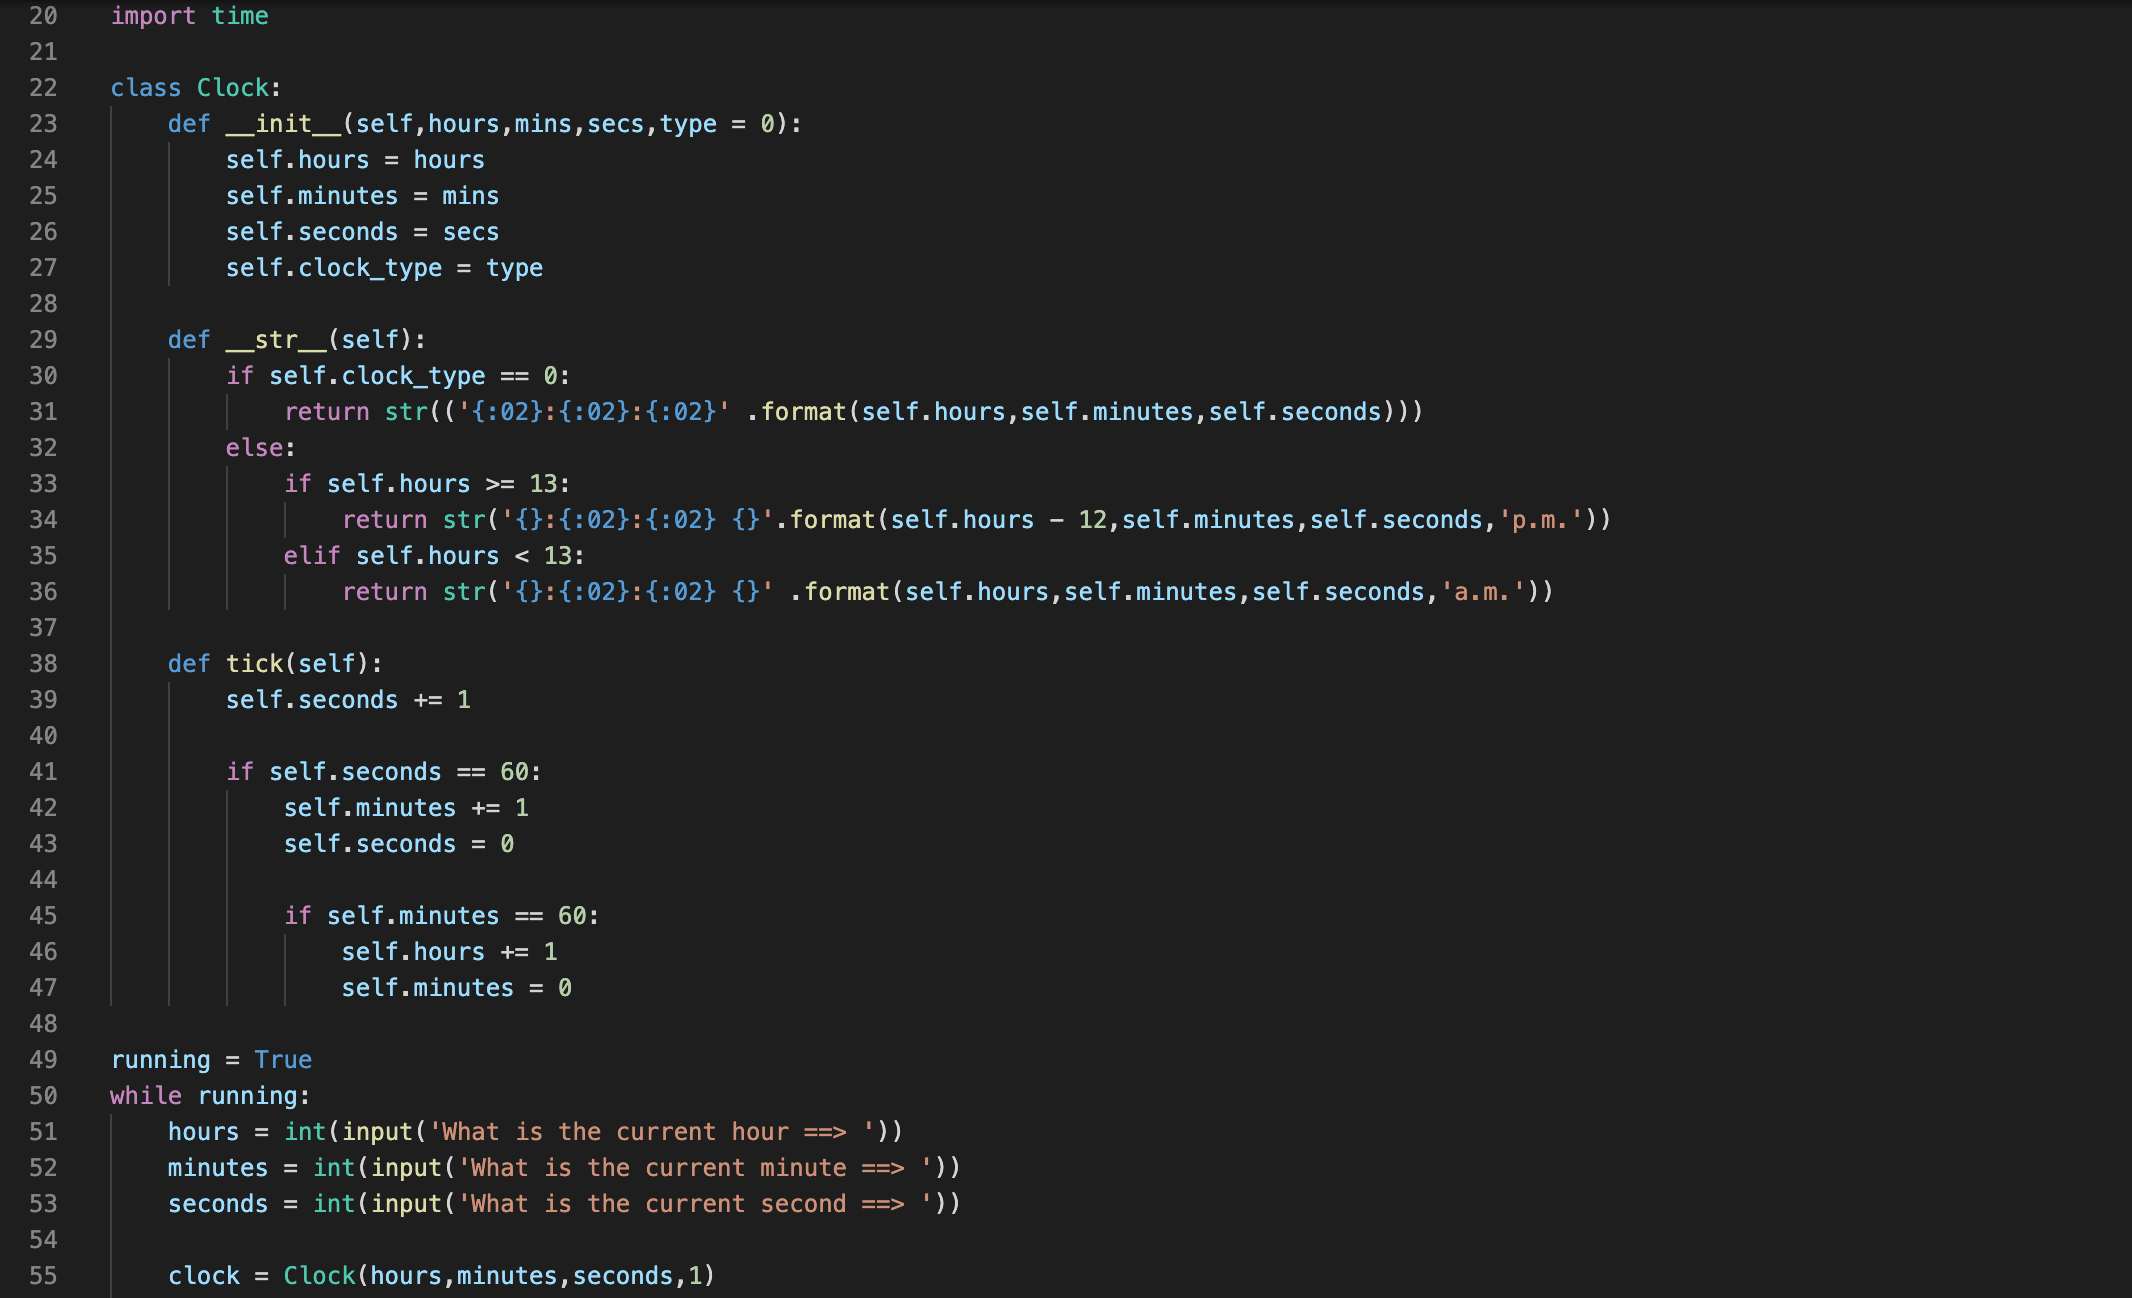 20 import time
21
22 class Clock:
23     def __init__(self,hours,mins,secs,type = 0):
24         self.hours = hours
25         self.minutes = mins
26         self.seconds = secs
27         self.clock_type = type
28
29     def __str__(self):
30         if self.clock_type == 0:
31             return str(('{:02}:{:02}:{:02}' .format(self.hours,self.minutes,self.seconds)))
32         else:
33             if self.hours >= 13:
34                 return str('{}:{:02}:{:02} {}'.format(self.hours - 12,self.minutes,self.seconds,'p.m.'))
35             elif self.hours < 13:
36                 return str('{}:{:02}:{:02} {}' .format(self.hours,self.minutes,self.seconds,'a.m.'))
37
38     def tick(self):
39         self.seconds += 1
40
41         if self.seconds == 60:
42             self.minutes += 1
43             self.seconds = 0
44
45             if self.minutes == 60:
46                 self.hours += 1
47                 self.minutes = 0
48
49 running = True
50 while running:
51     hours = int(input('What is the current hour ==> '))
52     minutes = int(input('What is the current minute ==> '))
53     seconds = int(input('What is the current second ==> '))
54
55     clock = Clock(hours,minutes,seconds,1)